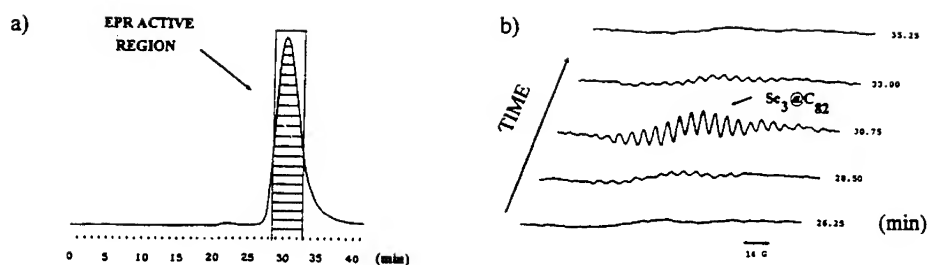 a)
EPR ACTIVE
REGION
0 5 10 15 20 25 30 35 40 (min)
b)
TIME
Sc3@C82
35.25
33.00
30.75
28.50
26.25
(min)
14 G